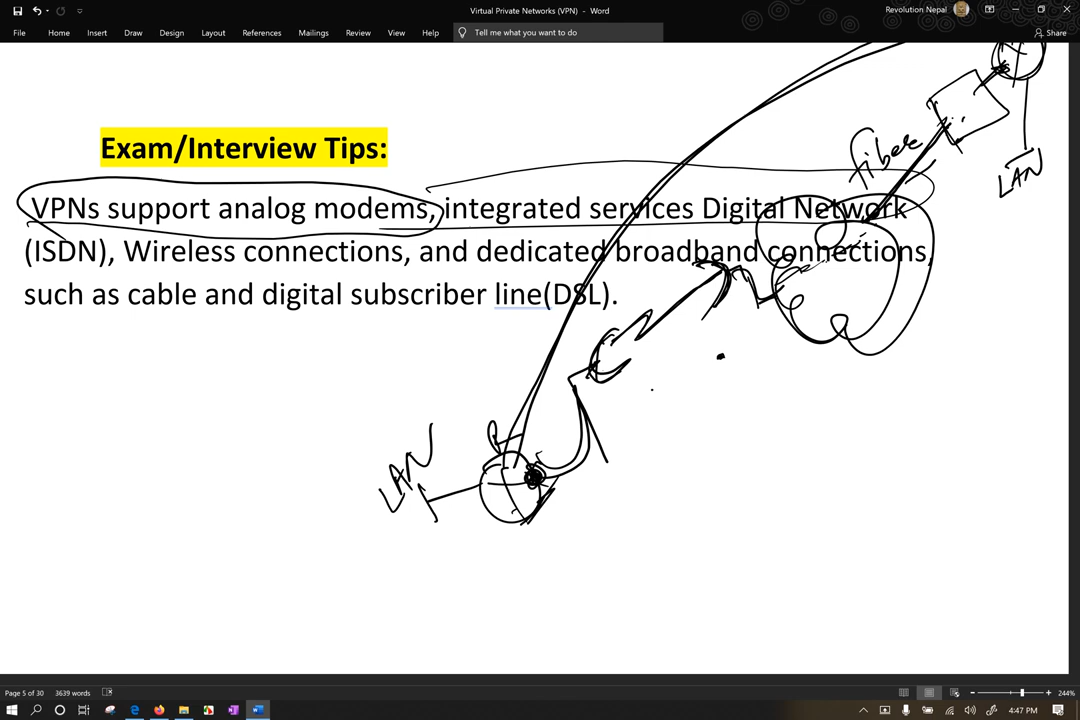 Virtual Private Networks (VPN) - Word
Revolution Nepal
File Home Insert Draw Design Layout References Mailings Review View Help Tell me what you want to do Share
Exam/Interview Tips:
VPNs support analog modems, integrated services Digital Network
(ISDN), Wireless connections, and dedicated broadband connections,
such as cable and digital subscriber line(DSL).
LAN
LAN
Page 5 of 30 3639 words 244%
4:47 PM